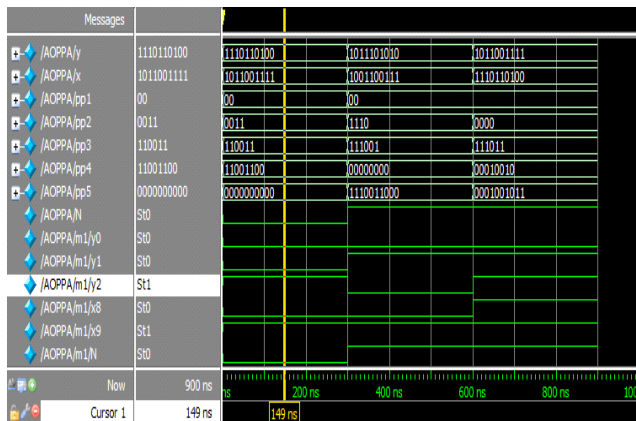 Messages
/AOPPA/y 1110110100 1110110100 1011101010 1011001111
/AOPPA/x 1011001111 1011001111 1001100111 1110110100
/AOPPA/pp1 00 00 00
/AOPPA/pp2 0011 0011 1110 0000
/AOPPA/pp3 110011 110011 111001 111011
/AOPPA/pp4 11001100 11001100 00000000 00010010
/AOPPA/pp5 0000000000 0000000000 1110011000 0001001011
/AOPPA/N St0
/AOPPA/m1/y0 St0
/AOPPA/m1/y1 St0
/AOPPA/m1/y2 St1
/AOPPA/m1/x8 St0
/AOPPA/m1/x9 St1
/AOPPA/m1/N St0
Now 900 ns ns 200 ns 400 ns 600 ns 800 ns 100
Cursor 1 149 ns 149 ns